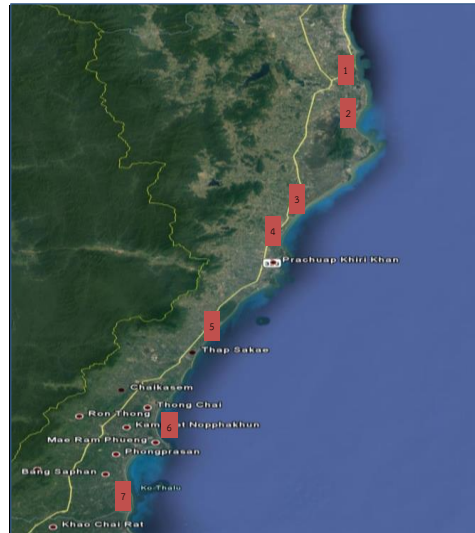 1
2
3
4
Prachuap Khiri Khan
5
Thap Sakae
Chaikasem
Thong Chai
Ron Thong
Nopphakhun
6
Mae Ram Phueng
Phongprasan
Bang Saphan
7
Ko Thalu
Khao Chai Rat